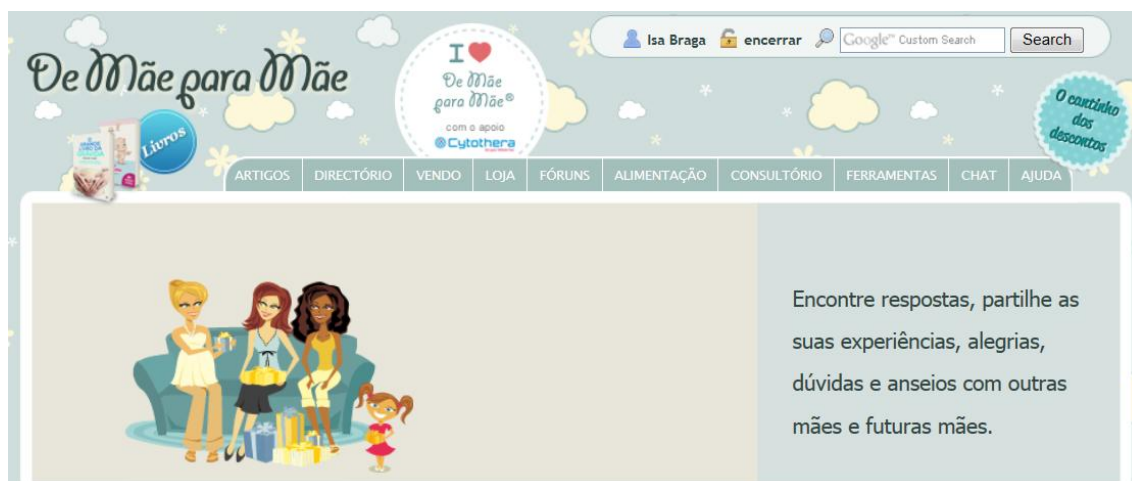 De Mãe para Mãe
Livros
I
De Mãe
para Mãe®
com o apoio
Cytothera
Isa Braga encerrar Google™ Custom Search Search
O cantinho
dos
descontos
ARTIGOS DIRECTÓRIO VENDO LOJA FÓRUNS ALIMENTAÇÃO CONSULTÓRIO FERRAMENTAS CHAT AJUDA
Encontre respostas, partilhe as
suas experiências, alegrias,
dúvidas e anseios com outras
mães e futuras mães.